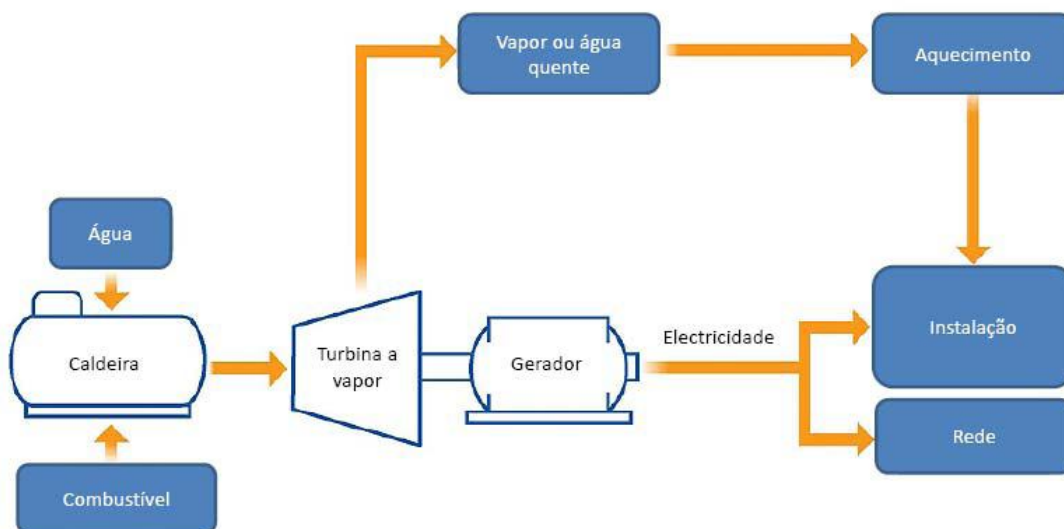 Vapor ou água
quente
Aquecimento
Água
Caldeira
Turbina a
vapor
Gerador
Electricidade
Instalação
Rede
Combustível